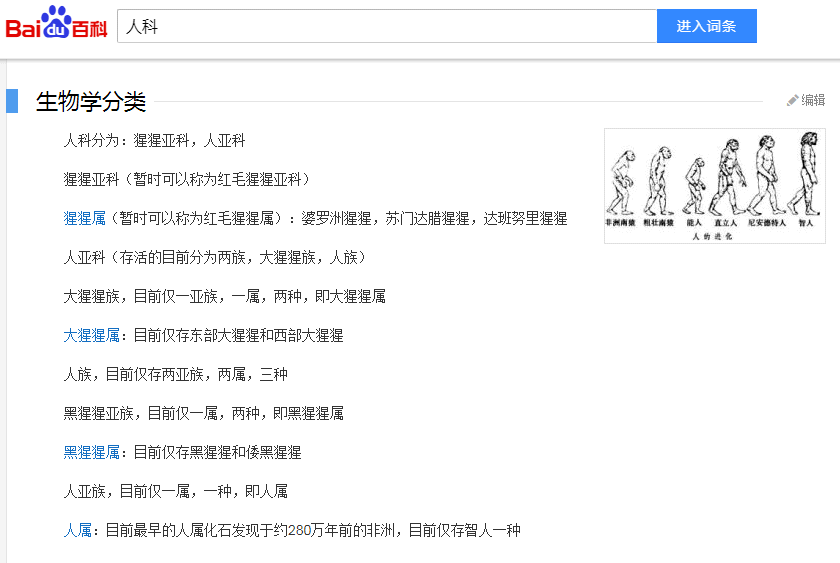 Bai du 百科
人科
进入词条
生物学分类
编辑
人科分为：猩猩亚科，人亚科
猩猩亚科（暂时可以称为红毛猩猩亚科）
猩猩属（暂时可以称为红毛猩猩属）：婆罗洲猩猩，苏门达腊猩猩，达班努里猩猩
人亚科（存活的目前分为两族，大猩猩族，人族）
大猩猩族，目前仅一亚族，一属，两种，即大猩猩属
大猩猩属：目前仅存东部大猩猩和西部大猩猩
人族，目前仅存两亚族，两属，三种
黑猩猩亚族，目前仅一属，两种，即黑猩猩属
黑猩猩属：目前仅存黑猩猩和倭黑猩猩
人亚族，目前仅一属，一种，即人属
人属：目前最早的人属化石发现于约280万年前的非洲，目前仅存智人一种
非洲南猿 粗壮南猿 能人 直立人 尼安德特人 智人
人的进化